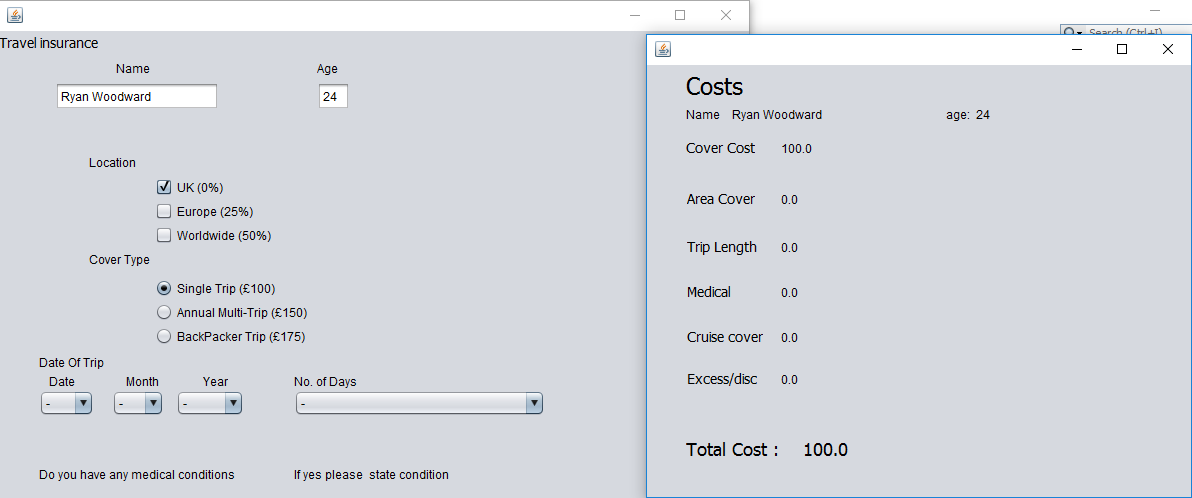 Travel insurance
Name Age
Ryan Woodward 24
Location
UK (0%)
Europe (25%)
Worldwide (50%)
Cover Type
Single Trip (£100)
Annual Multi-Trip (£150)
BackPacker Trip (£175)
Date Of Trip
Date Month Year No. of Days
- - - -
Do you have any medical conditions If yes please state condition
Search (Ctrl+I)
Costs
Name Ryan Woodward age: 24
Cover Cost 100.0
Area Cover 0.0
Trip Length 0.0
Medical 0.0
Cruise cover 0.0
Excess/disc 0.0
Total Cost : 100.0